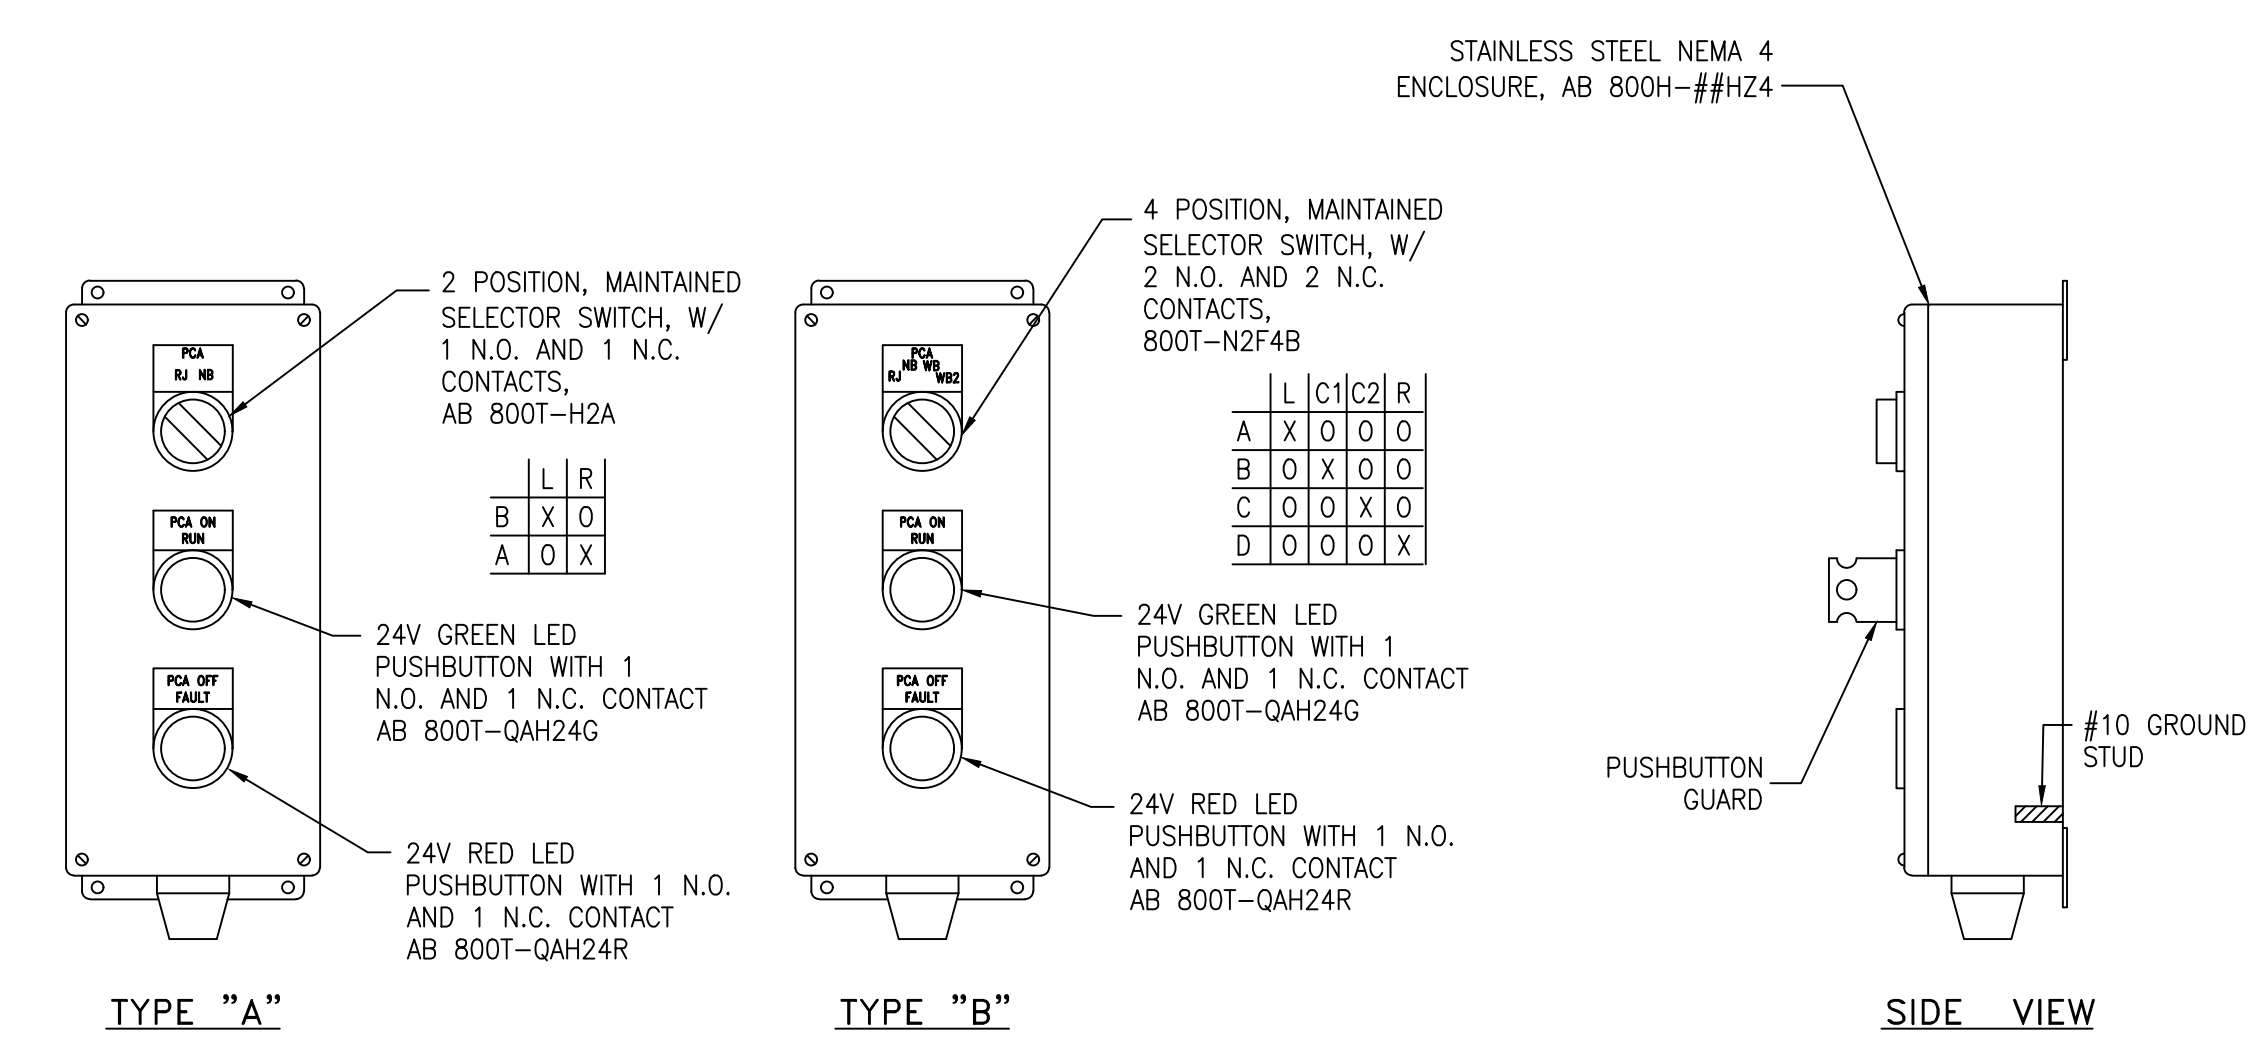 STAINLESS STEEL NEMA 4
ENCLOSURE, AB 800H-##HZ4
2 POSITION, MAINTAINED
SELECTOR SWITCH, W/
1 N.O. AND 1 N.C.
CONTACTS,
AB 800T-H2A
L R
B X O
A O X
PCA
RJ NB
PCA ON
RUN
PCA OFF
FAULT
24V GREEN LED
PUSHBUTTON WITH 1
N.O. AND 1 N.C. CONTACT
AB 800T-QAH24G
24V RED LED
PUSHBUTTON WITH 1 N.O.
AND 1 N.C. CONTACT
AB 800T-QAH24R
TYPE "A"
4 POSITION, MAINTAINED
SELECTOR SWITCH, W/
2 N.O. AND 2 N.C.
CONTACTS,
800T-N2F4B
L C1 C2 R
A X O O O
B O X O O
C O O X O
D O O O X
PCA
NB WB
RJ WB2
PCA ON
RUN
PCA OFF
FAULT
24V GREEN LED
PUSHBUTTON WITH 1
N.O. AND 1 N.C. CONTACT
AB 800T-QAH24G
24V RED LED
PUSHBUTTON WITH 1 N.O.
AND 1 N.C. CONTACT
AB 800T-QAH24R
TYPE "B"
PUSHBUTTON
GUARD
#10 GROUND
STUD
SIDE VIEW